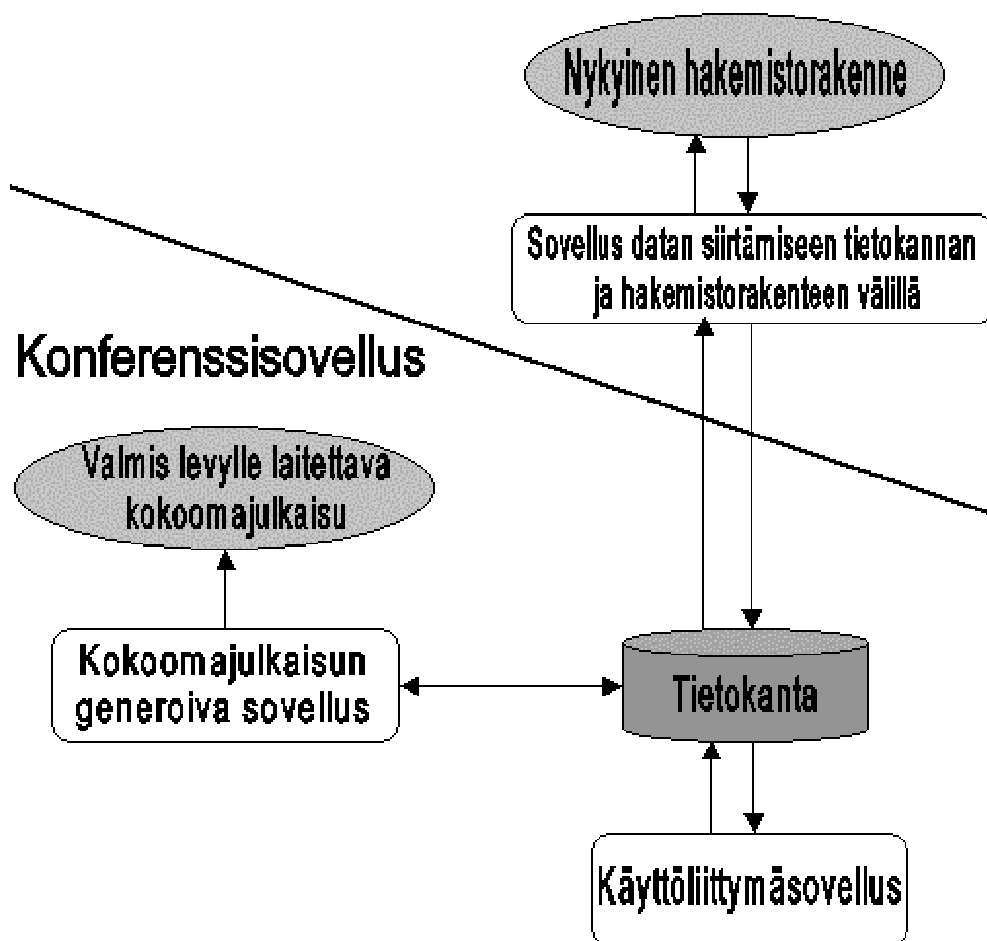 Nykyinen hakemistorakenne
Sovellus datan siirtämiseen tietokannan
ja hakemistorakenteen välillä
Konferenssisovellus
Valmis levylle laitettava
kokoomajulkaisu
Kokoomajulkaisun
generoiva sovellus
Tietokanta
Käyttöliittymäsovellus